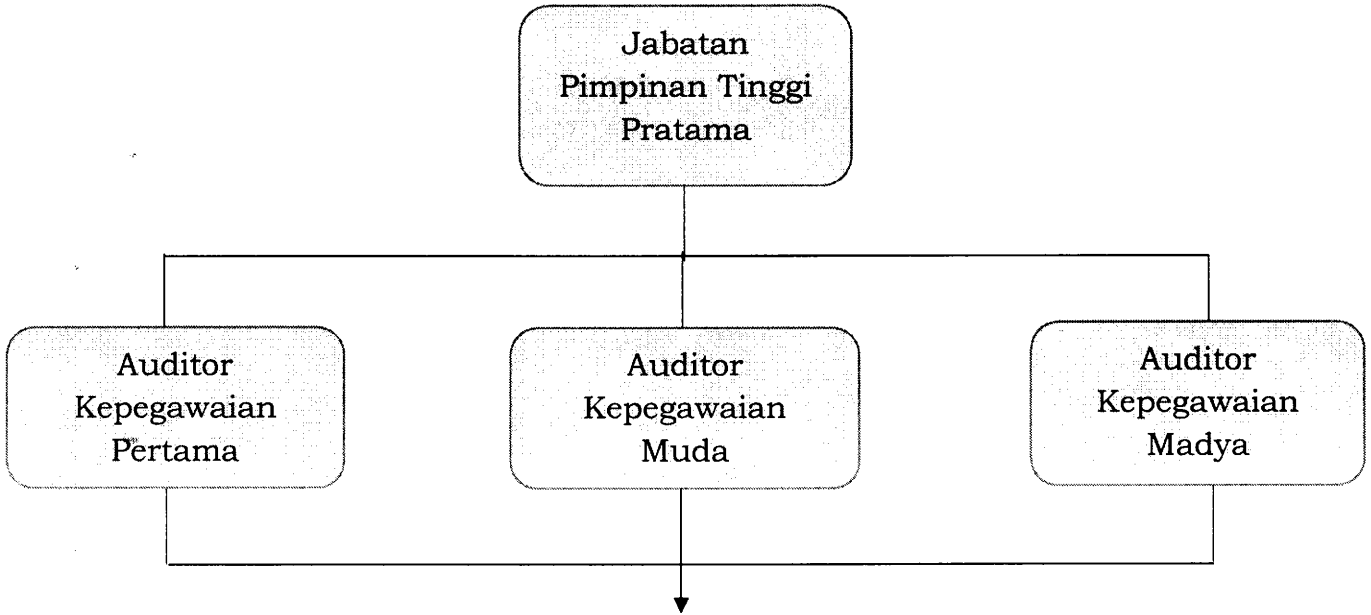 Jabatan
Pimpinan Tinggi
Pratama
Auditor
Kepegawaian
Pertama
Auditor
Kepegawaian
Muda
Auditor
Kepegawaian
Madya